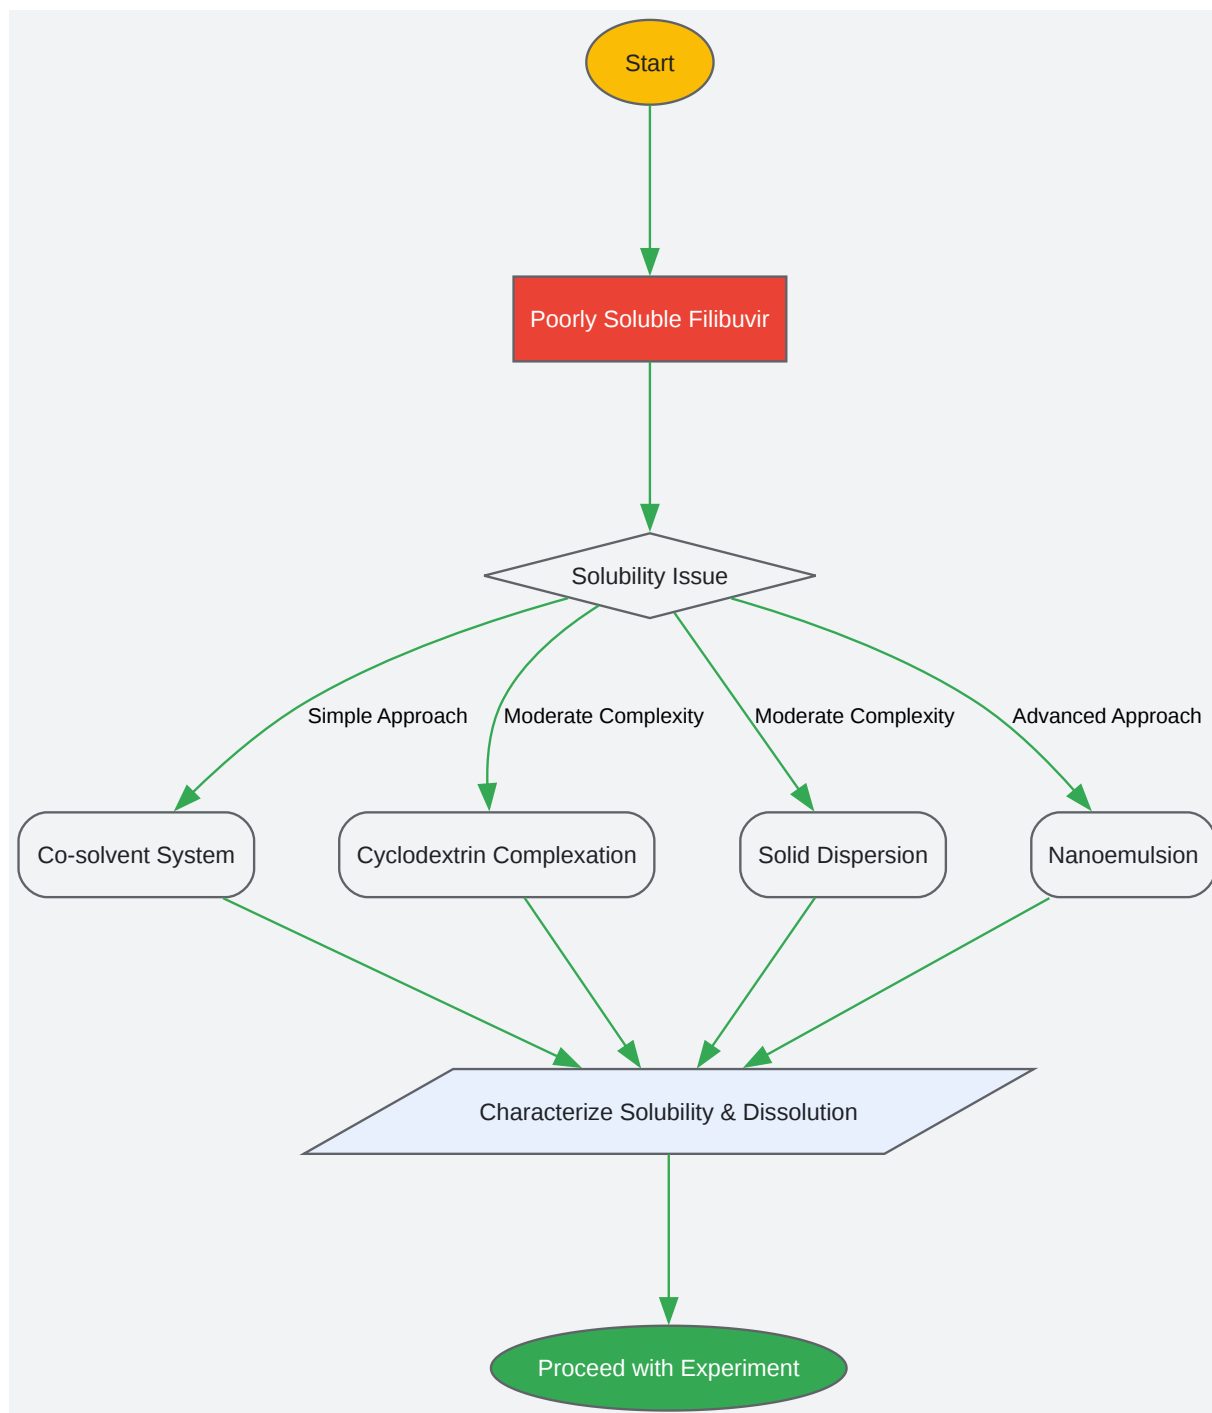 Start
Poorly Soluble Filibuvir
Solubility Issue
Simple Approach
Moderate Complexity
Moderate Complexity
Advanced Approach
Co-solvent System
Cyclodextrin Complexation
Solid Dispersion
Nanoemulsion
Characterize Solubility & Dissolution
Proceed with Experiment